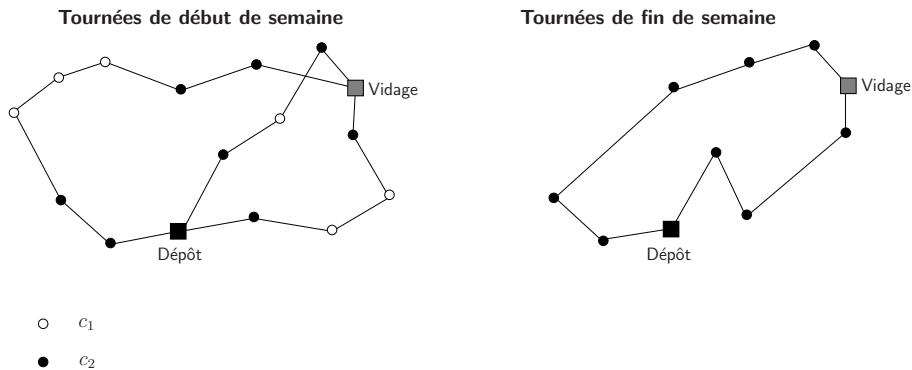 Tournées de début de semaine
Tournées de fin de semaine
Vidage
Vidage
Dépôt
Dépôt
c₁
c₂